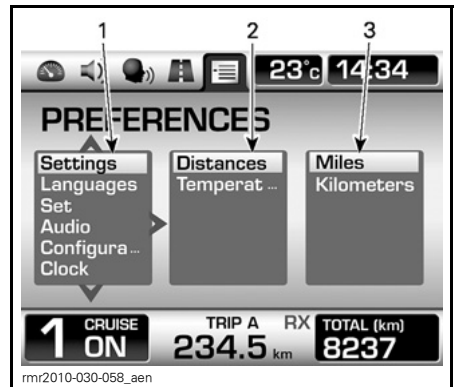 1 2 3
23°c 14:34
PREFERENCES
Settings Distances Miles
Languages Temperat ... Kilometers
Set
Audio
Configura ...
Clock
1 CRUISE ON TRIP A 234.5 km RX TOTAL (km) 8237
rmr2010-030-058_aen